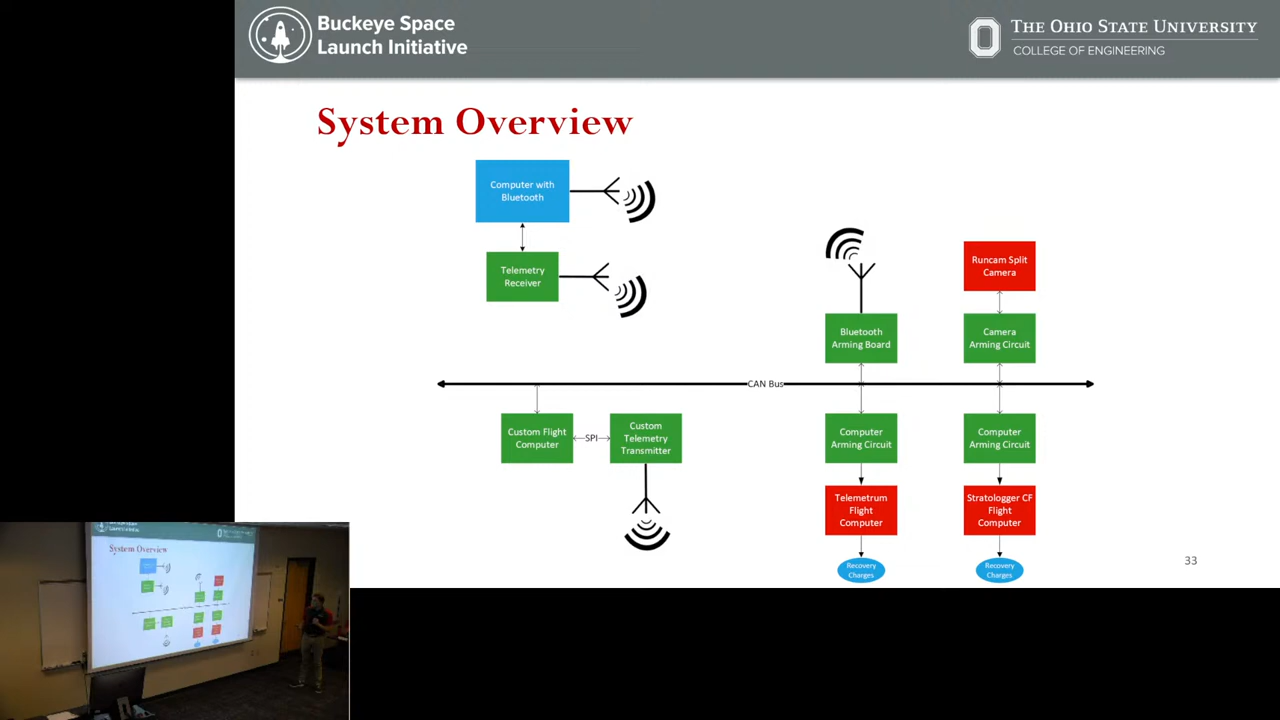 Buckeye Space
Launch Initiative
THE OHIO STATE UNIVERSITY
COLLEGE OF ENGINEERING
System Overview
Computer with
Bluetooth
Telemetry
Receiver
Bluetooth
Arming Board
Runcam Split
Camera
Camera
Arming Circuit
CAN Bus
Custom Flight
Computer
SPI
Custom
Telemetry
Transmitter
Computer
Arming Circuit
Computer
Arming Circuit
Telemetrum
Flight
Computer
Stratologger CF
Flight
Computer
Recovery
Charges
Recovery
Charges
33
System Overview